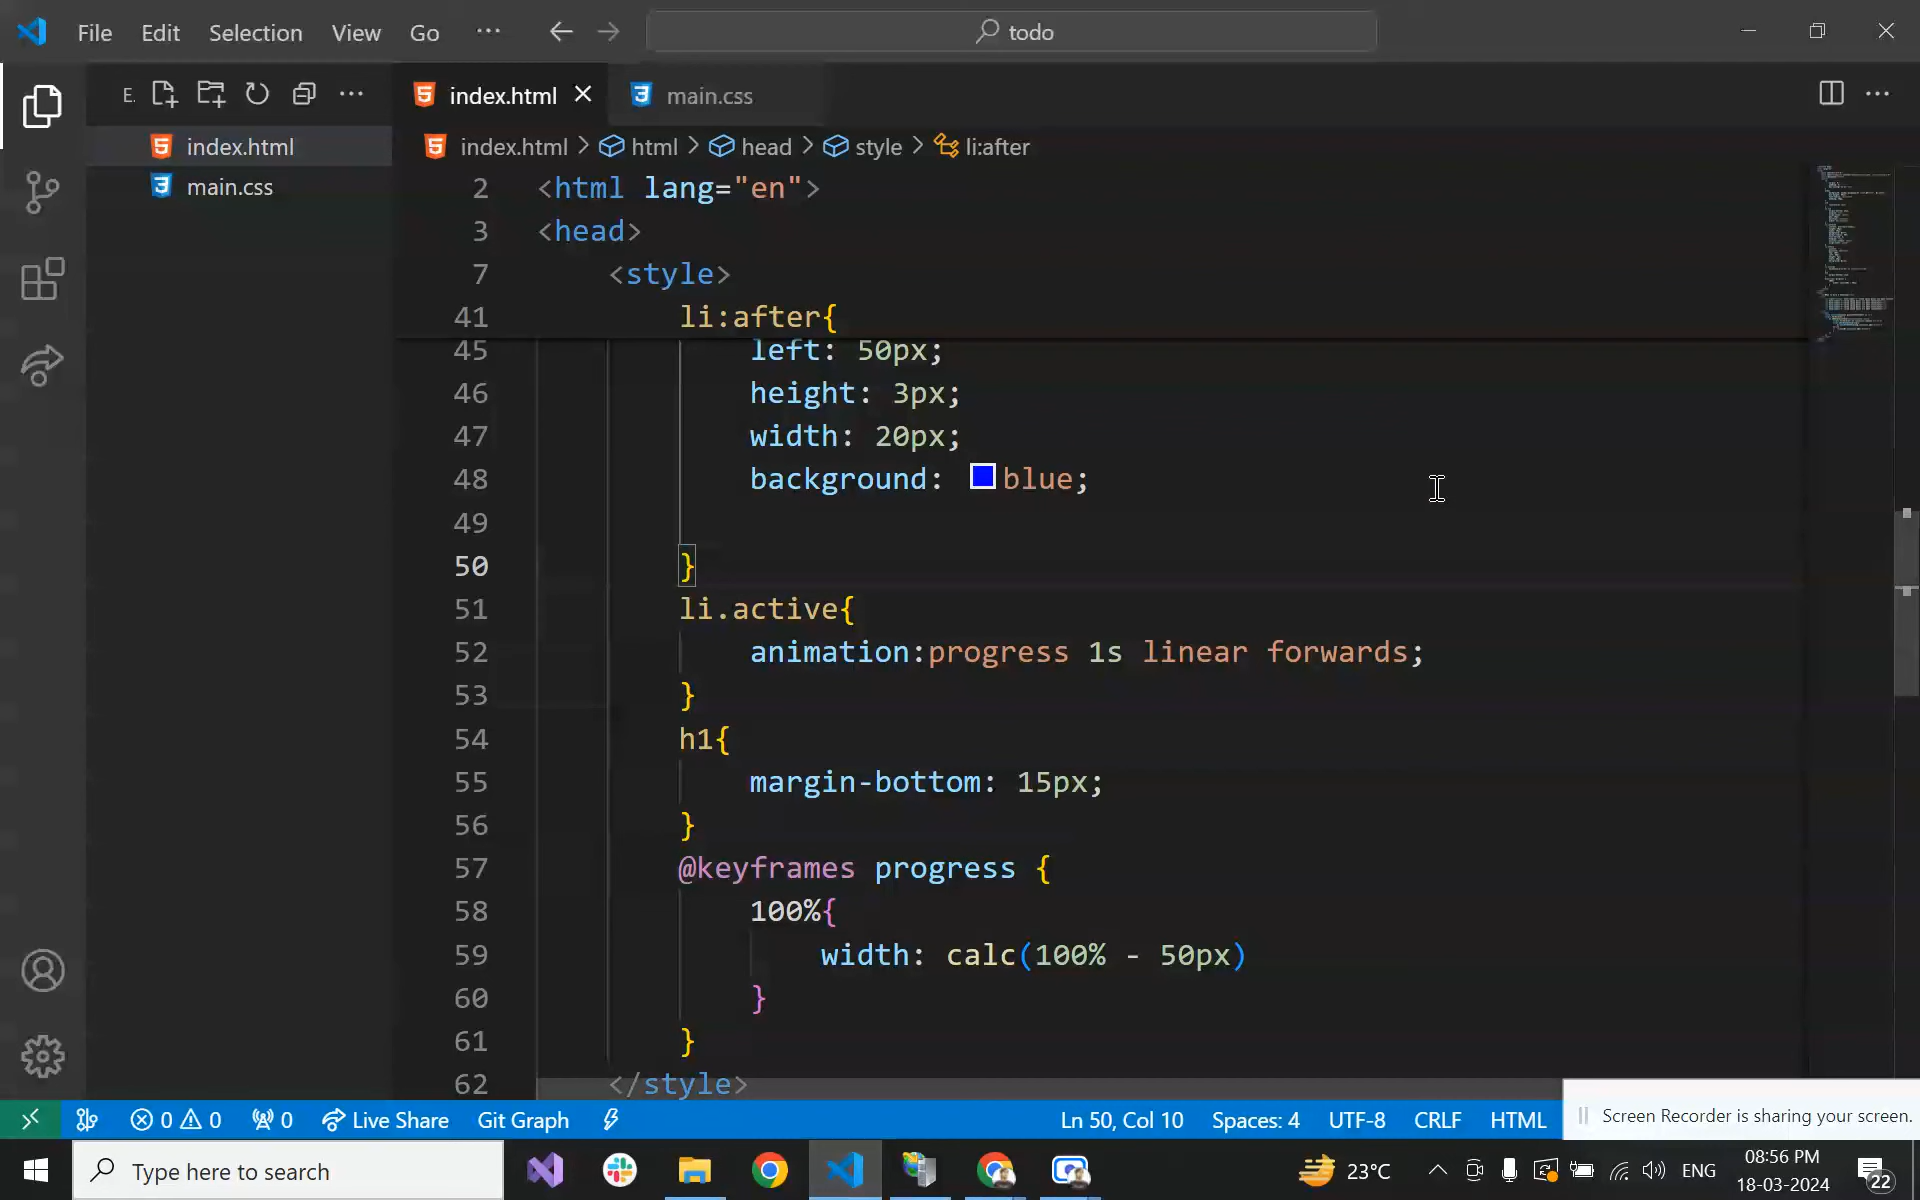 File Edit Selection View Go ··· todo
E. index.html main.css
index.html > html > head > style > li:after
index.html
main.css
2 <html lang="en">
3 <head>
7 <style>
41 li:after{
45 left: 50px;
46 height: 3px;
47 width: 20px;
48 background: blue;
49
50 }
51 li.active{
52 animation:progress 1s linear forwards;
53 }
54 h1{
55 margin-bottom: 15px;
56 }
57 @keyframes progress {
58 100%{
59 width: calc(100% - 50px)
60 }
61 }
62 </style>
0 0 0 Live Share Git Graph Ln 50, Col 10 Spaces: 4 UTF-8 CRLF HTML
Screen Recorder is sharing your screen.
Type here to search 23°C ENG 08:56 PM
18-03-2024 22